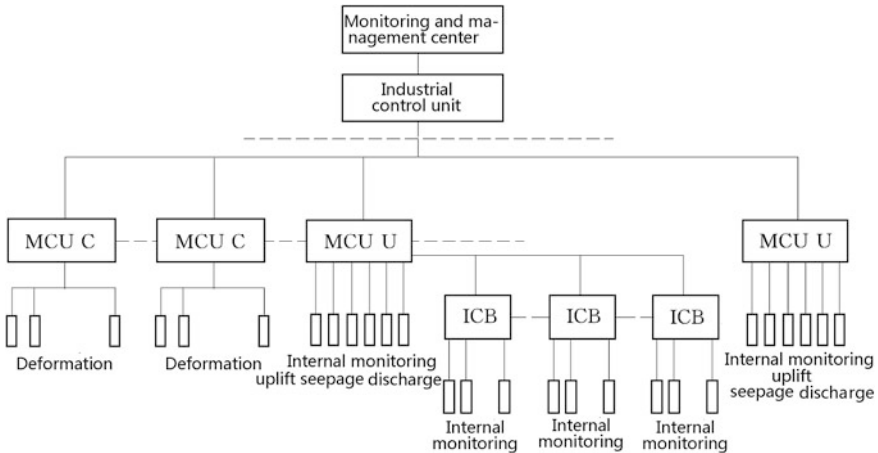 Monitoring and ma-
nagement center
Industrial
control unit
MCU C
MCU C
MCU U
MCU U
ICB
ICB
ICB
Deformation
Deformation
Internal monitoring
uplift seepage discharge
Internal monitoring
uplift
seepage discharge
Internal
monitoring
Internal
monitoring
Internal
monitoring